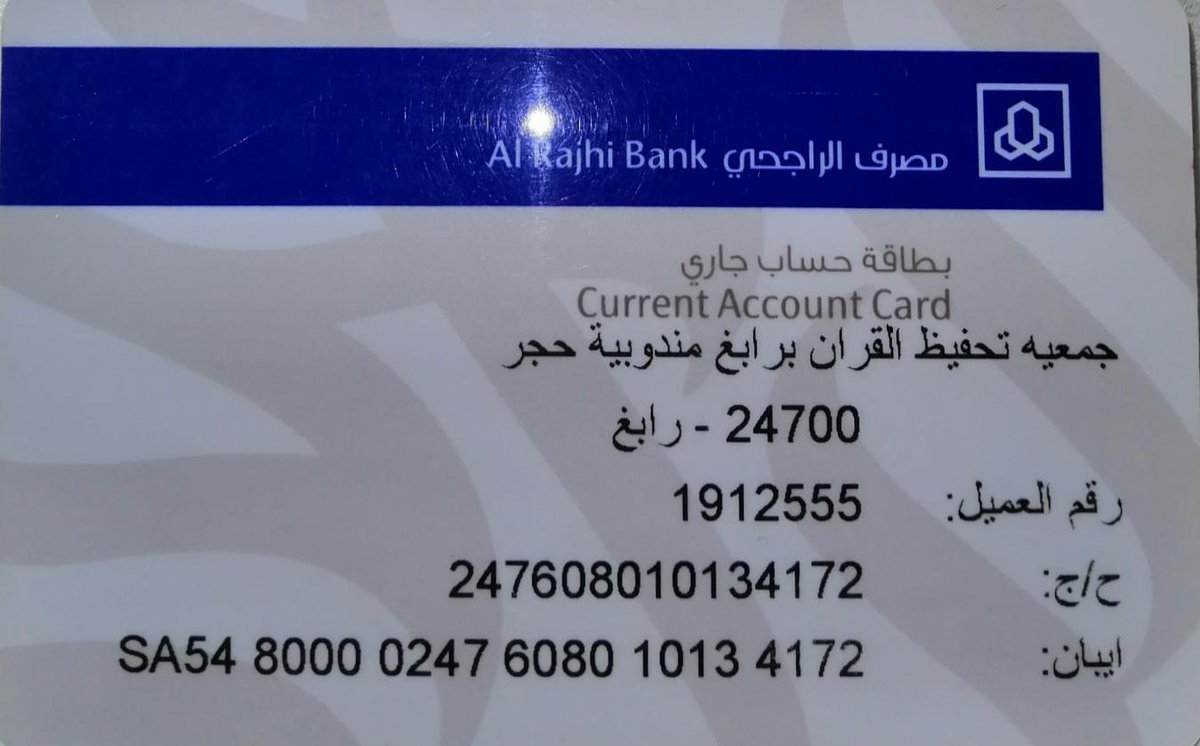 Al Rajhi Bank مصرف الراجحي
بطاقة حساب جاري
Current Account Card
جمعيه تحفيظ القران برابغ مندوبية حجر
24700 - رابغ
رقم العميل: 1912555
ح/ج: 247608010134172
ايبان: SA54 8000 0247 6080 1013 4172